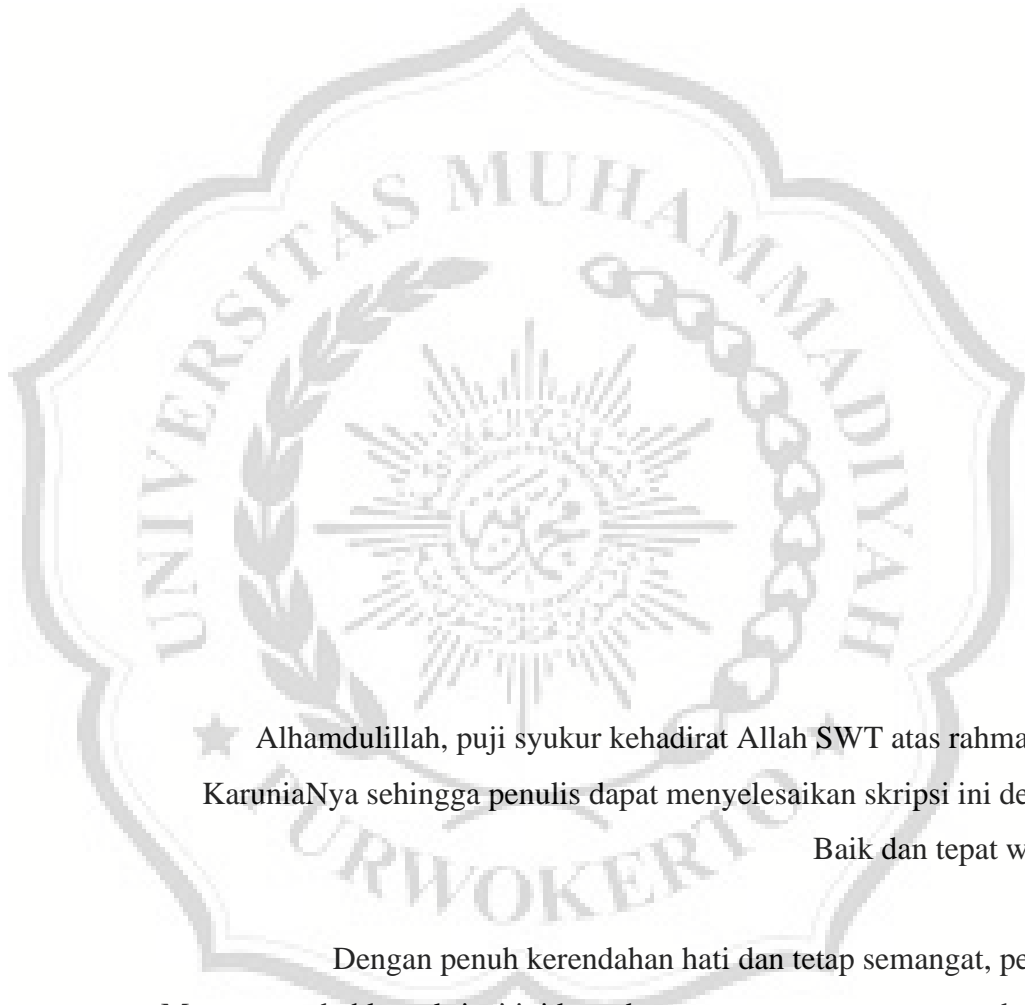 UNIVERSITAS MUHAMMADIYAH
PURWOKERTO
Alhamdulillah, puji syukur kehadirat Allah SWT atas rahma
KaruniaNya sehingga penulis dapat menyelesaikan skripsi ini de
Baik dan tepat w
Dengan penuh kerendahan hati dan tetap semangat, pe